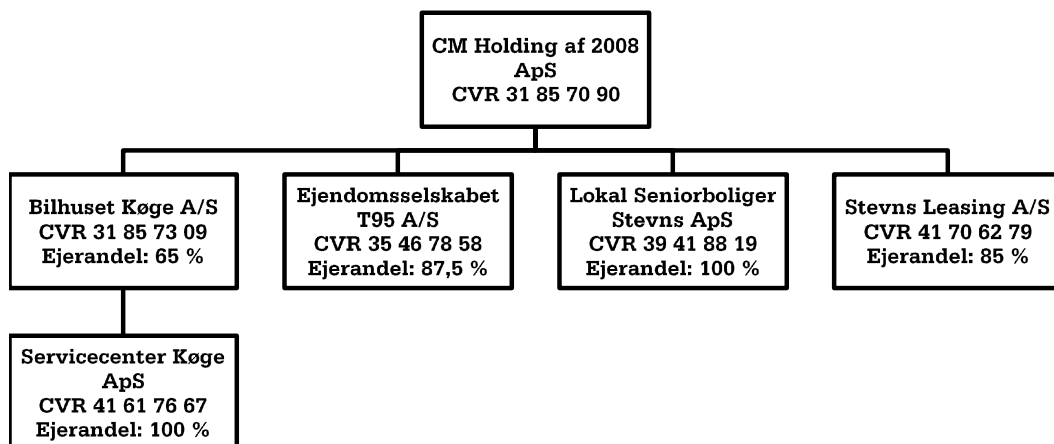 CM Holding af 2008
ApS
CVR 31 85 70 90
Bilhuset Køge A/S
CVR 31 85 73 09
Ejerandel: 65 %
Ejendomsselskabet
T95 A/S
CVR 35 46 78 58
Ejerandel: 87,5 %
Lokal Seniorboliger
Stevns ApS
CVR 39 41 88 19
Ejerandel: 100 %
Stevns Leasing A/S
CVR 41 70 62 79
Ejerandel: 85 %
Servicecenter Køge
ApS
CVR 41 61 76 67
Ejerandel: 100 %